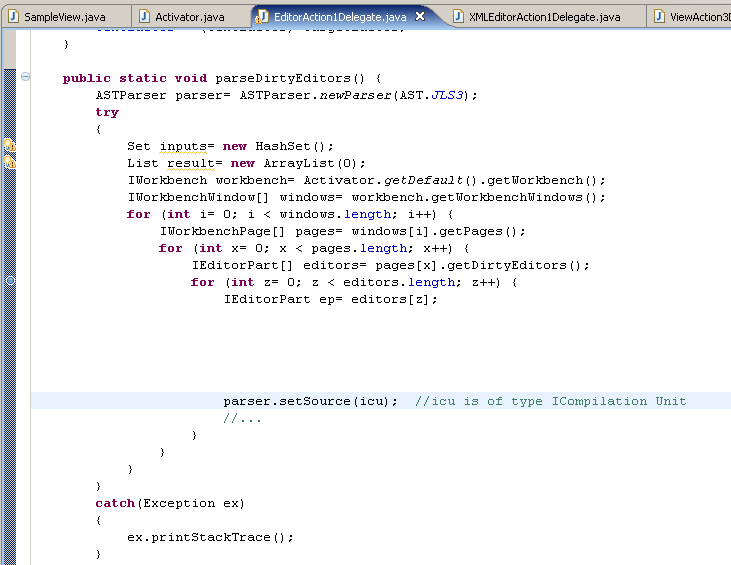 SampleView.java Activator.java EditorAction1Delegate.java XMLEditorAction1Delegate.java ViewAction3D
}
public static void parseDirtyEditors() {
ASTParser parser= ASTParser.newParser(AST.JLS3);
try
{
Set inputs= new HashSet();
List result= new ArrayList(0);
IWorkbench workbench= Activator.getDefault().getWorkbench();
IWorkbenchWindow[] windows= workbench.getWorkbenchWindows();
for (int i= 0; i < windows.length; i++) {
IWorkbenchPage[] pages= windows[i].getPages();
for (int x= 0; x < pages.length; x++) {
IEditorPart[] editors= pages[x].getDirtyEditors();
for (int z= 0; z < editors.length; z++) {
IEditorPart ep= editors[z];
parser.setSource(icu); //icu is of type ICompilation Unit
//...
}
}
}
}
catch(Exception ex)
{
ex.printStackTrace();
}